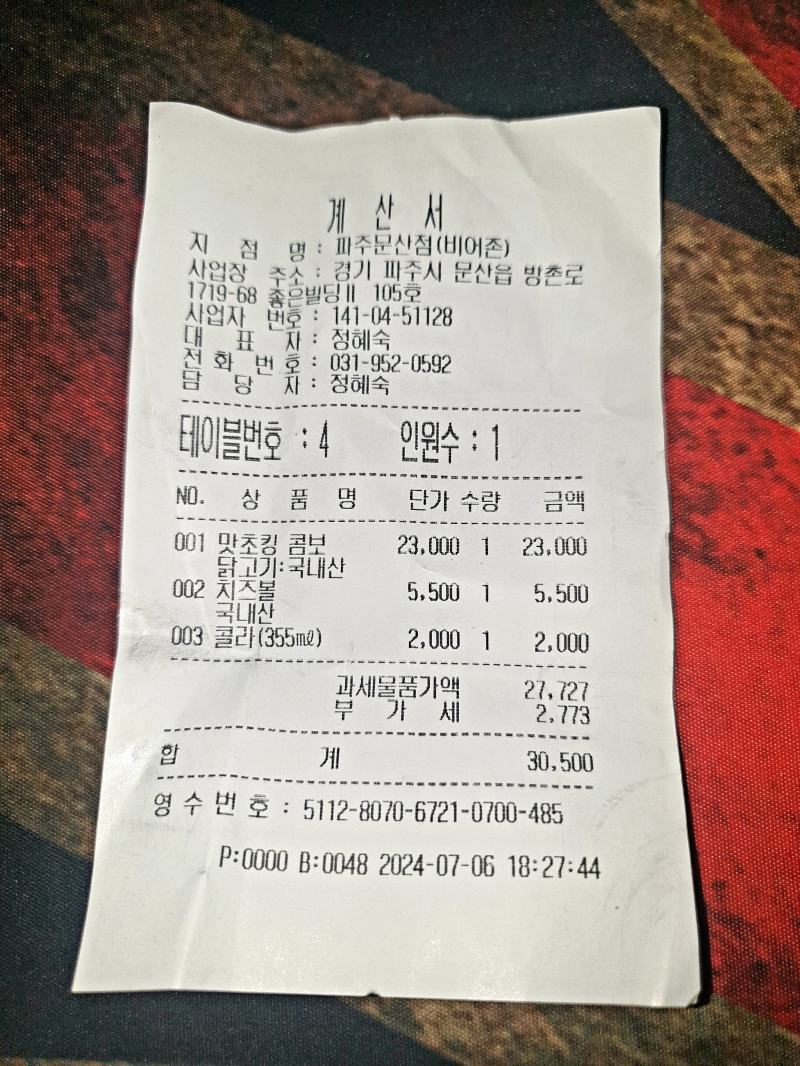 계 산 서
지 점 명 : 파주문산점(비어존)
사업장 주소 : 경기 파주시 문산읍 방촌로
1719-68 좋은빌딩Ⅱ 105호
사업자 번호 : 141-04-51128
대 표 자 : 정혜숙
전 화 번 호 : 031-952-0592
담 당 자 : 정혜숙
테이블번호 : 4 인원수 : 1
NO. 상 품 명 단가 수량 금액
001 맛초킹 콤보 23,000 1 23,000
닭고기:국내산
002 치즈볼 5,500 1 5,500
국내산
003 콜라(355㎖) 2,000 1 2,000
과세물품가액 27,727
부 가 세 2,773
합 계 30,500
영 수 번 호 : 5112-8070-6721-0700-485
P:0000 B:0048 2024-07-06 18:27:44